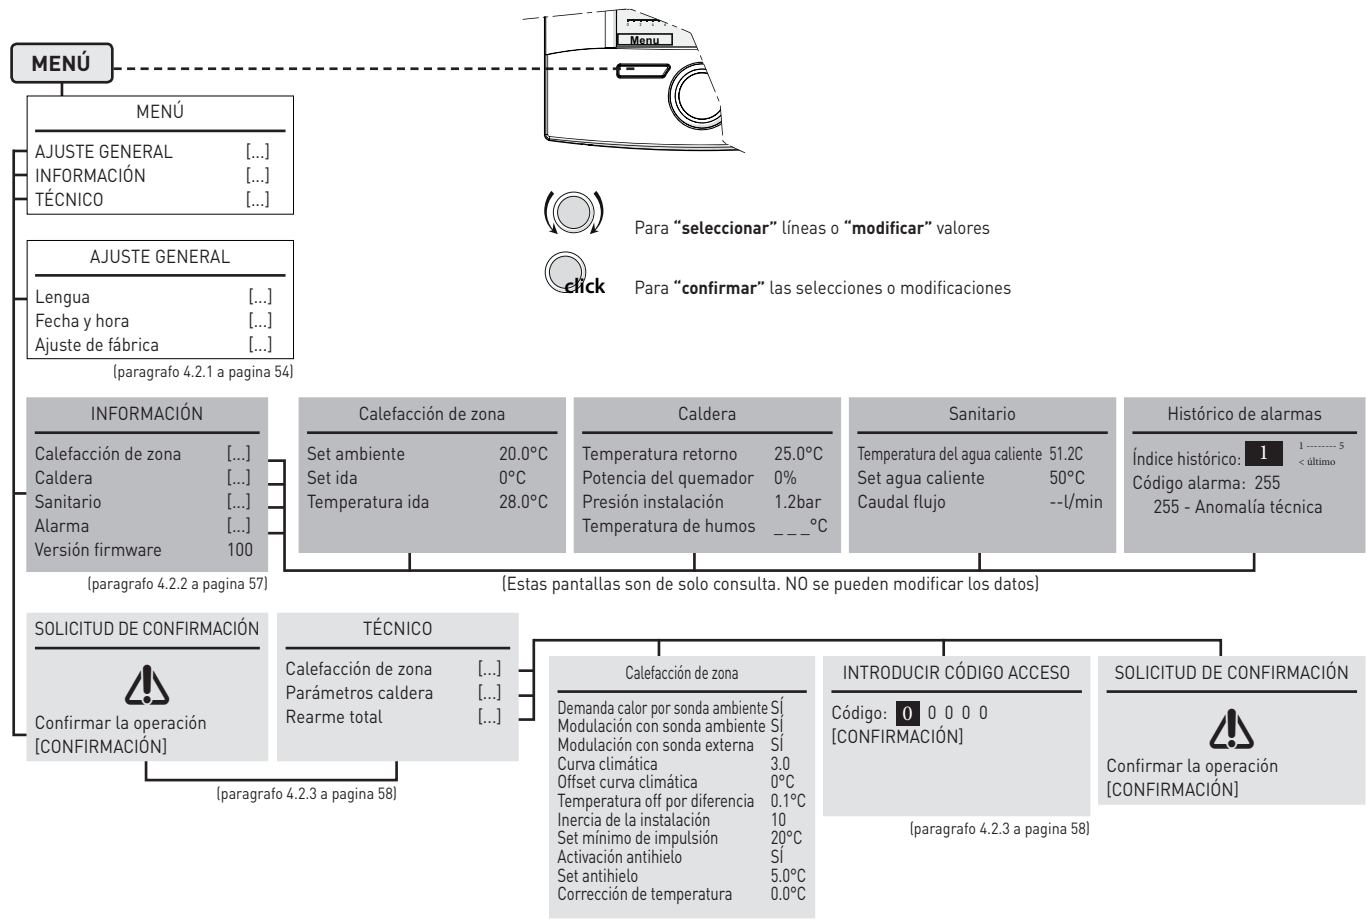 Menu
MENÚ
MENÚ
AJUSTE GENERAL [...]
INFORMACIÓN [...]
TÉCNICO [...]
Para “seleccionar” líneas o “modificar” valores
click Para “confirmar” las selecciones o modificaciones
AJUSTE GENERAL
Lengua [...]
Fecha y hora [...]
Ajuste de fábrica [...]
(paragrafo 4.2.1 a pagina 54)
INFORMACIÓN
Calefacción de zona [...]
Caldera [...]
Sanitario [...]
Alarma [...]
Versión firmware 100
(paragrafo 4.2.2 a pagina 57)
Calefacción de zona
Set ambiente 20.0°C
Set ida 0°C
Temperatura ida 28.0°C
Caldera
Temperatura retorno 25.0°C
Potencia del quemador 0%
Presión instalación 1.2bar
Temperatura de humos _ _ _°C
Sanitario
Temperatura del agua caliente 51.2C
Set agua caliente 50°C
Caudal flujo --l/min
Histórico de alarmas
Índice histórico: 1 1 -------- 5
< último
Código alarma: 255
255 - Anomalía técnica
(Estas pantallas son de solo consulta. NO se pueden modificar los datos)
SOLICITUD DE CONFIRMACIÓN
Confirmar la operación
[CONFIRMACIÓN]
TÉCNICO
Calefacción de zona [...]
Parámetros caldera [...]
Rearme total [...]
(paragrafo 4.2.3 a pagina 58)
Calefacción de zona
Demanda calor por sonda ambiente SÍ
Modulación con sonda ambiente SÍ
Modulación con sonda externa SÍ
Curva climática 3.0
Offset curva climática 0°C
Temperatura off por diferencia 0.1°C
Inercia de la instalación 10
Set mínimo de impulsión 20°C
Activación antihielo SÍ
Set antihielo 5.0°C
Corrección de temperatura 0.0°C
INTRODUCIR CÓDIGO ACCESO
Código: 0 0 0 0 0
[CONFIRMACIÓN]
(paragrafo 4.2.3 a pagina 58)
SOLICITUD DE CONFIRMACIÓN
Confirmar la operación
[CONFIRMACIÓN]